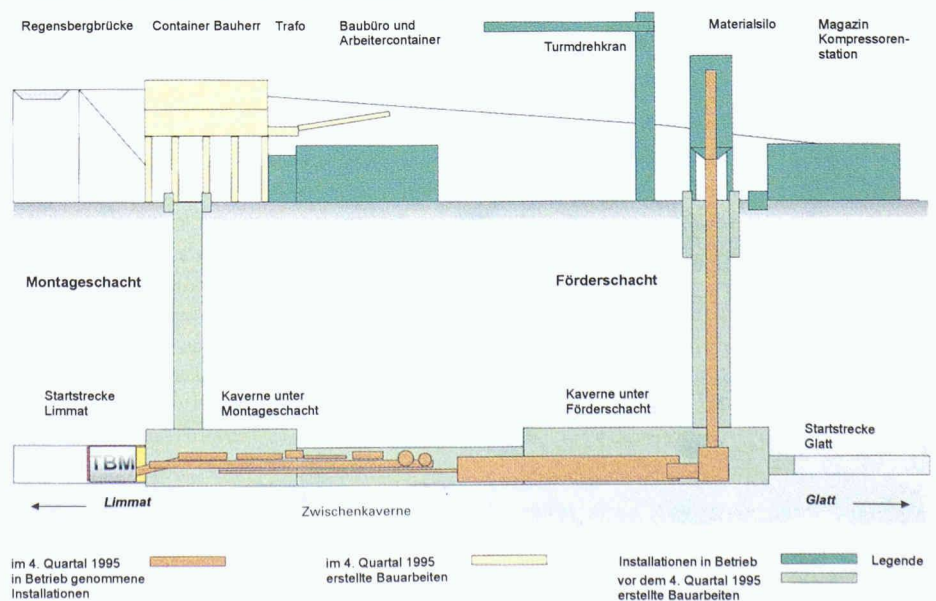 Regensbergbrücke
Container Bauherr
Trafo
Baubüro und
Arbeitercontainer
Turmdrehkran
Materialsilo
Magazin
Kompressoren-
station
Montageschacht
Förderschacht
Startstrecke
Limmat
Kaverne unter
Montageschacht
Kaverne unter
Förderschacht
Startstrecke
Glatt
TBM
Limmat
Zwischenkaverne
Glatt
im 4. Quartal 1995
in Betrieb genommene
Installationen
im 4. Quartal 1995
erstellte Bauarbeiten
Installationen in Betrieb
Legende
vor dem 4. Quartal 1995
erstellte Bauarbeiten